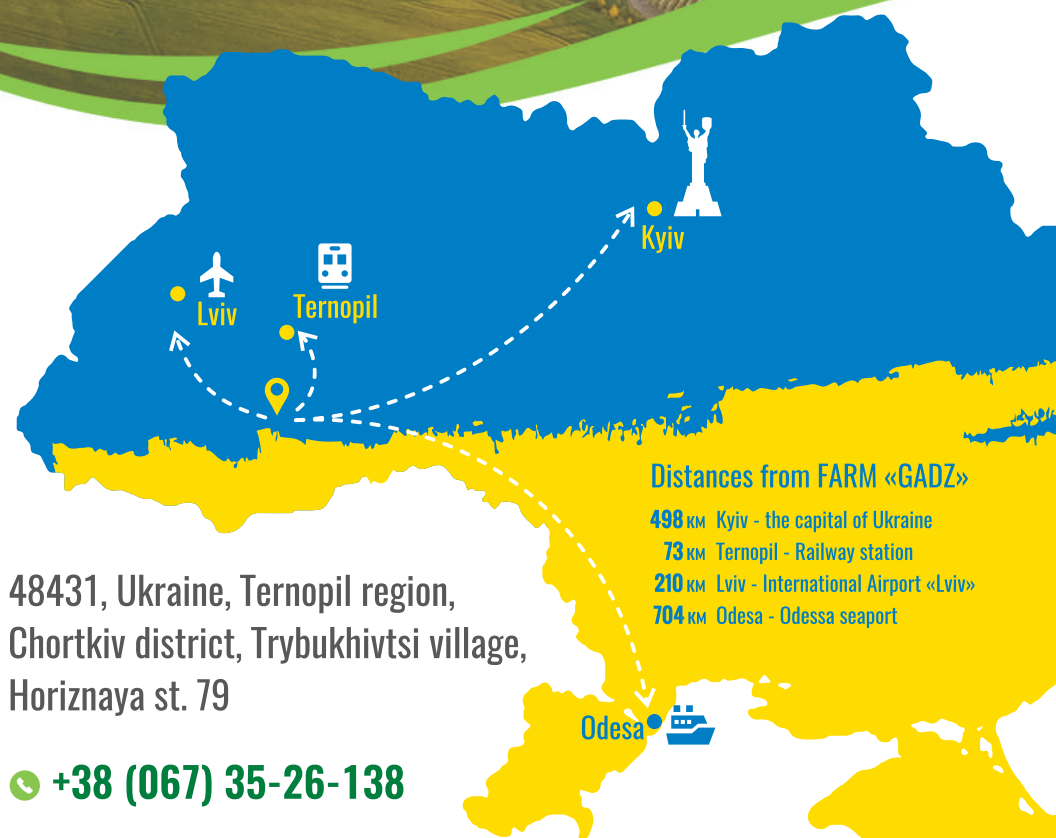 Kyiv
Ternopil
Lviv
Distances from FARM «GADZ»
498 КМ Kyiv - the capital of Ukraine
73 КМ Ternopil - Railway station
210 КМ Lviv - International Airport «Lviv»
704 КМ Odesa - Odessa seaport
48431, Ukraine, Ternopil region,
Chortkiv district, Trybukhivtsi village,
Horiznaya st. 79
Odesa
+38 (067) 35-26-138